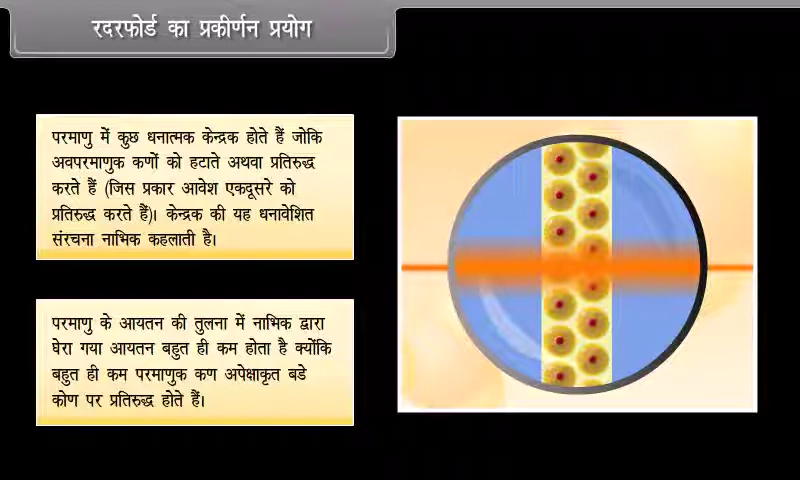 रदरफोर्ड का प्रकीर्णन प्रयोग
परमाणु में कुछ धनात्मक केन्द्रक होते हैं जोकि
अवपरमाणुक कणों को हटाते अथवा प्रतिरुद्ध
करते हैं (जिस प्रकार आवेश एकदूसरे को
प्रतिरुद्ध करते हैं)। केन्द्रक की यह धनावेशित
संरचना नाभिक कहलाती है।
परमाणु के आयतन की तुलना में नाभिक द्वारा
घेरा गया आयतन बहुत ही कम होता है क्योंकि
बहुत ही कम परमाणुक कण अपेक्षाकृत बडे
कोण पर प्रतिरुद्ध होते हैं।